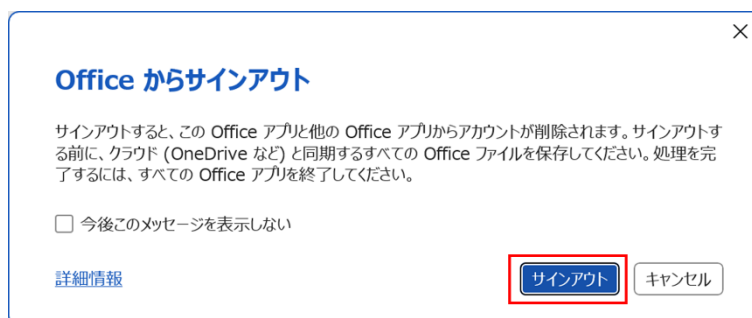 Office からサインアウト
サインアウトすると、この Office アプリと他の Office アプリからアカウントが削除されます。サインアウトす
る前に、クラウド (OneDrive など) と同期するすべての Office ファイルを保存してください。処理を完
了するには、すべての Office アプリを終了してください。
今後このメッセージを表示しない
詳細情報
サインアウト
キャンセル